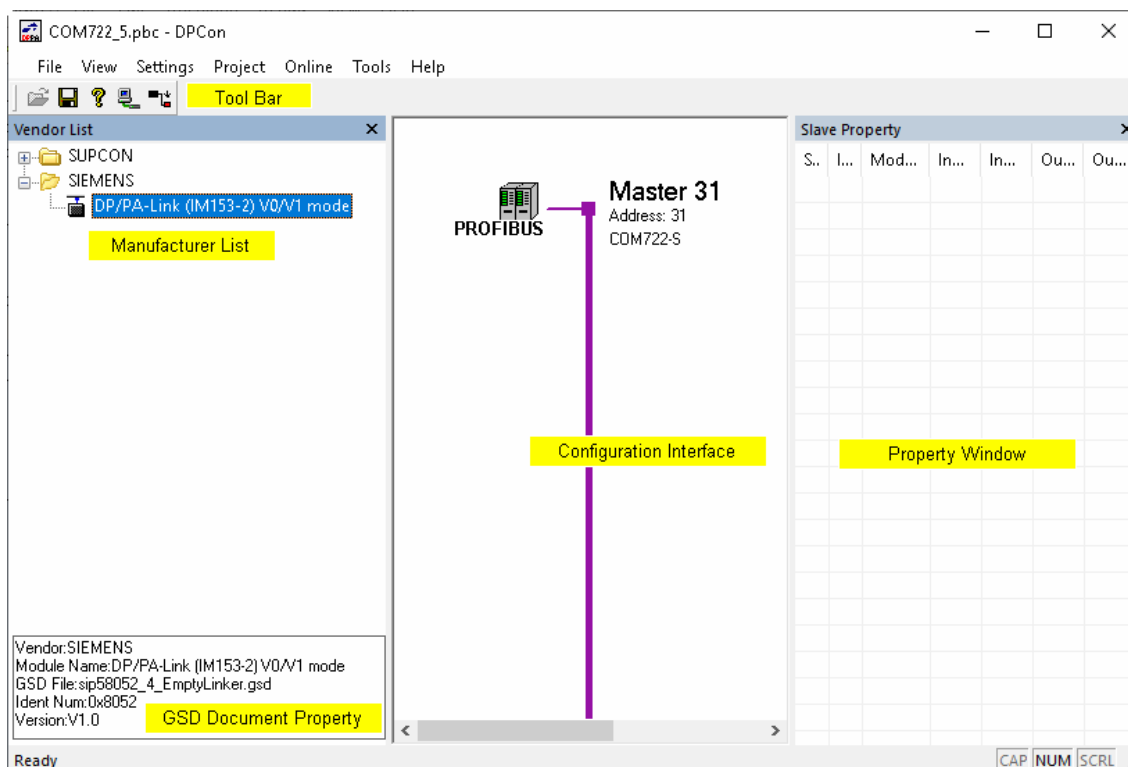 COM722_5.pbc - DPCon
File View Settings Project Online Tools Help
Tool Bar
Vendor List
SUPCON
SIEMENS
DP/PA-Link (IM153-2) V0/V1 mode
Manufacturer List
Vendor:SIEMENS
Module Name:DP/PA-Link (IM153-2) V0/V1 mode
GSD File:sip58052_4_EmptyLinker.gsd
Ident Num:0x8052
Version:V1.0
GSD Document Property
PROFIBUS
Master 31
Address: 31
COM722-S
Configuration Interface
Slave Property
S.. I... Mod... In... In... Ou... Ou...
Property Window
Ready
CAP NUM SCRL